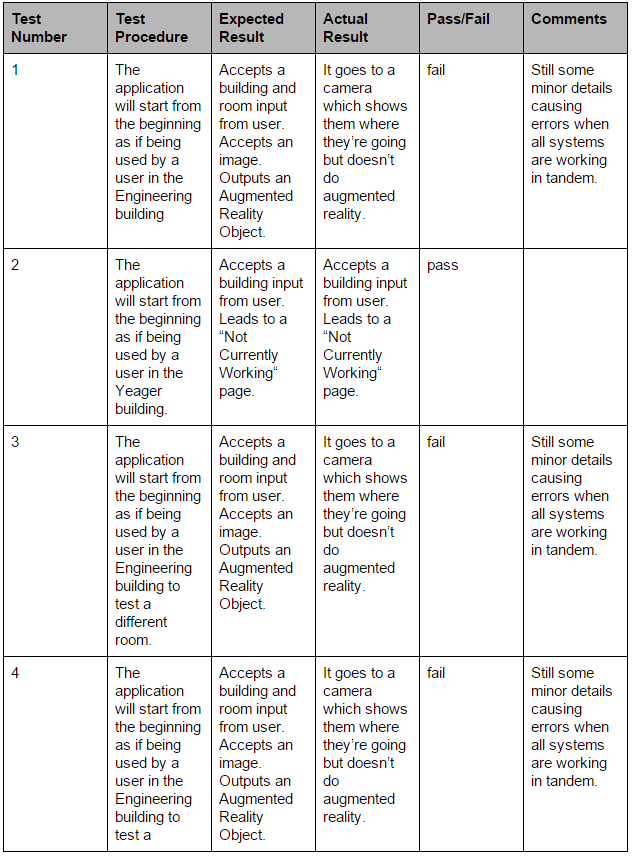 Test Number
Test Procedure
Expected Result
Actual Result
Pass/Fail
Comments
1
The
application
will start from
the beginning
as if being
used by a
user in the
Engineering
building
Accepts a
building and
room input
from user.
Accepts an
image.
Outputs an
Augmented
Reality
Object.
It goes to a
camera
which shows
them where
they’re going
but doesn’t
do
augmented
reality.
fail
Still some
minor details
causing
errors when
all systems
are working
in tandem.
2
The
application
will start from
the beginning
as if being
used by a
user in the
Yeager
building.
Accepts a
building input
from user.
Leads to a
“Not
Currently
Working“
page.
Accepts a
building input
from user.
Leads to a
“Not
Currently
Working“
page.
pass
3
The
application
will start from
the beginning
as if being
used by a
user in the
Engineering
building to
test a
different
room.
Accepts a
building and
room input
from user.
Accepts an
image.
Outputs an
Augmented
Reality
Object.
It goes to a
camera
which shows
them where
they’re going
but doesn’t
do
augmented
reality.
fail
Still some
minor details
causing
errors when
all systems
are working
in tandem.
4
The
application
will start from
the beginning
as if being
used by a
user in the
Engineering
building to
test a
Accepts a
building and
room input
from user.
Accepts an
image.
Outputs an
Augmented
Reality
Object.
It goes to a
camera
which shows
them where
they’re going
but doesn’t
do
augmented
reality.
fail
Still some
minor details
causing
errors when
all systems
are working
in tandem.